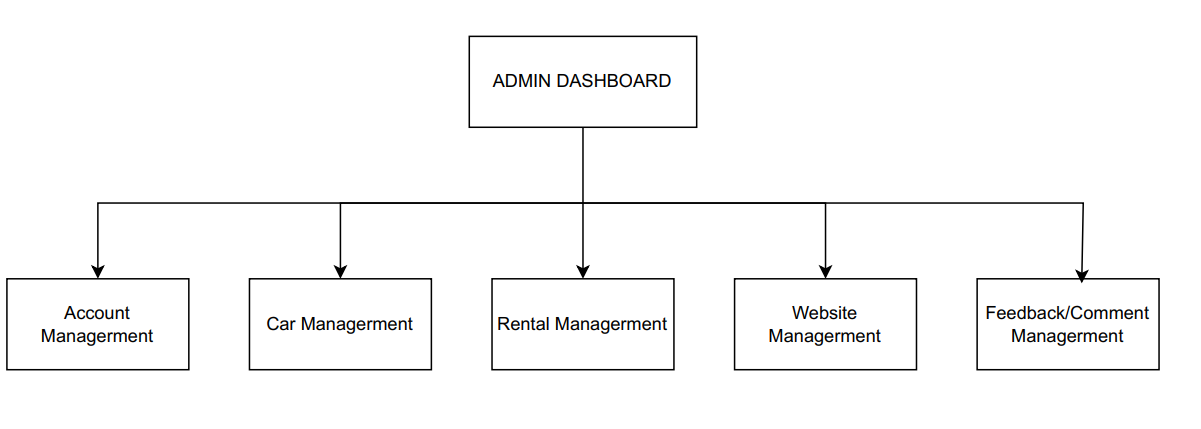 ADMIN DASHBOARD
Account
Managerment
Car Managerment
Rental Managerment
Website
Managerment
Feedback/Comment
Managerment